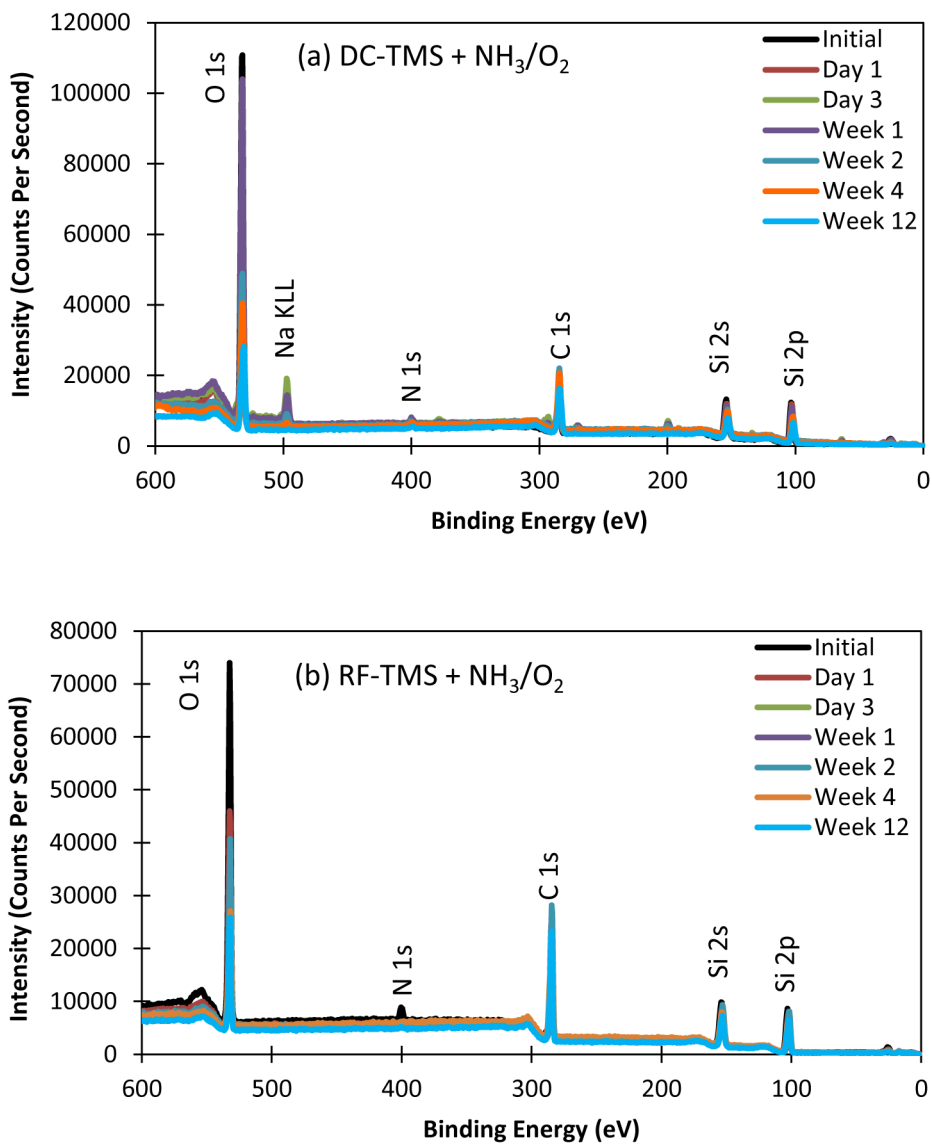 (a) DC-TMS + NH₃/O₂
Intensity (Counts Per Second)
120000
100000
80000
60000
40000
20000
0
O 1s
Na KLL
N 1s
C 1s
Si 2s
Si 2p
Initial
Day 1
Day 3
Week 1
Week 2
Week 4
Week 12
600 500 400 300 200 100 0
Binding Energy (eV)
(b) RF-TMS + NH₃/O₂
Intensity (Counts Per Second)
80000
70000
60000
50000
40000
30000
20000
10000
0
O 1s
N 1s
C 1s
Si 2s
Si 2p
Initial
Day 1
Day 3
Week 1
Week 2
Week 4
Week 12
600 500 400 300 200 100 0
Binding Energy (eV)